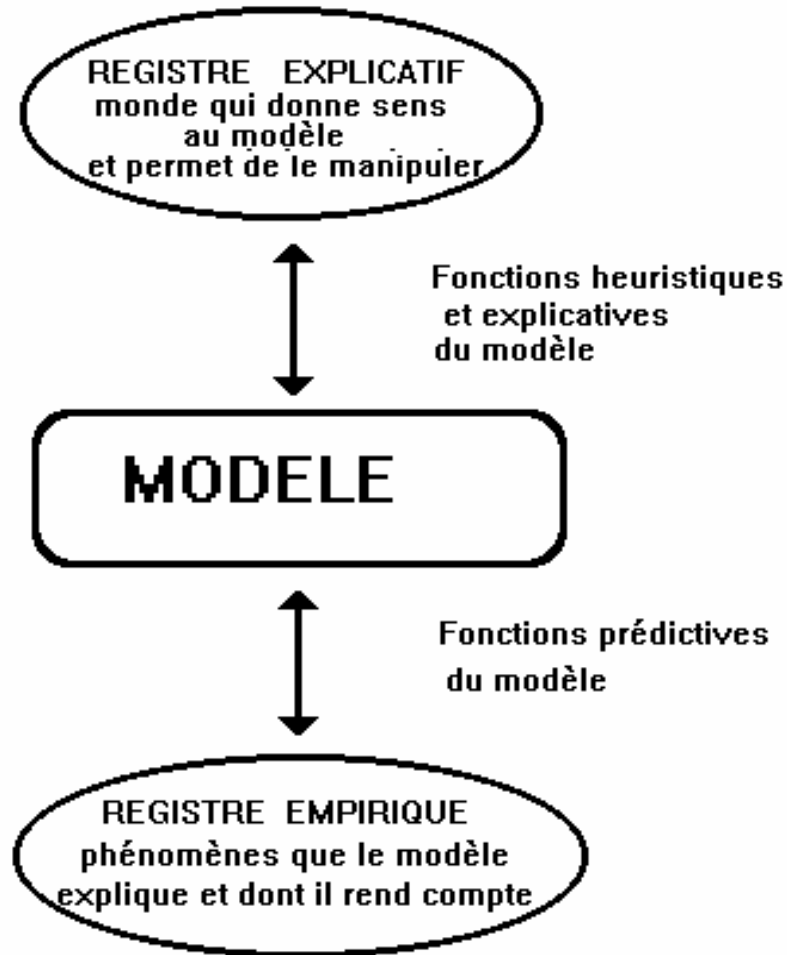 REGISTRE EXPLICATIF
monde qui donne sens
au modèle
et permet de le manipuler
Fonctions heuristiques
et explicatives
du modèle
MODELE
Fonctions prédictives
du modèle
REGISTRE EMPIRIQUE
phénomènes que le modèle
explique et dont il rend compte